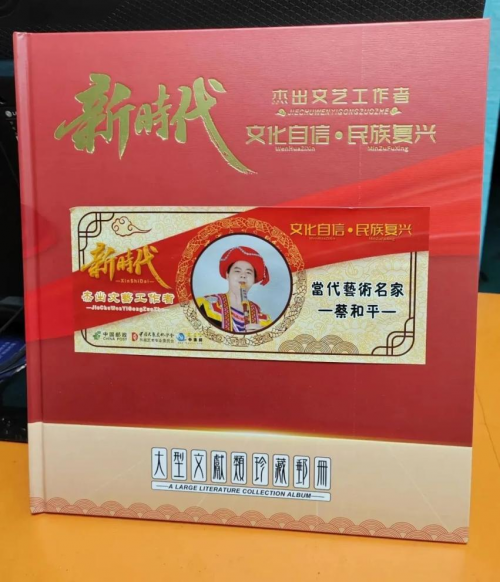 新時代
杰出文艺工作者
JIECHUWENYIGONGZUOZHE
文化自信·民族复兴
WenHuaZiXin MinZuFuXing
文化自信·民族复兴
新時代
—XinShiDai—
杰出文藝工作者
當代藝術名家
—蔡和平—
中国邮政
CHINA POST
大型文獻類珍藏郵冊
A LARGE LITERATURE COLLECTION ALBUM